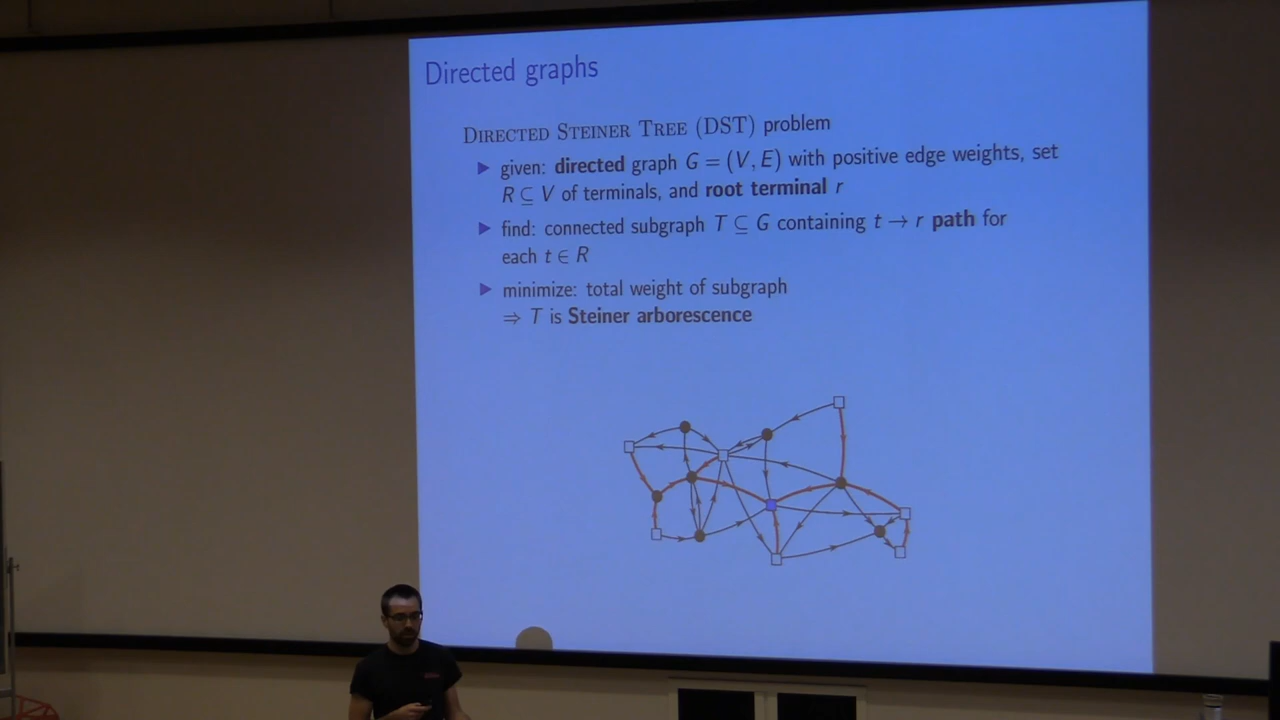 Directed graphs
DIRECTED STEINER TREE (DST) problem
▶ given: directed graph G = (V, E) with positive edge weights, set
R ⊆ V of terminals, and root terminal r
▶ find: connected subgraph T ⊆ G containing t → r path for
each t ∈ R
▶ minimize: total weight of subgraph
⇒ T is Steiner arborescence